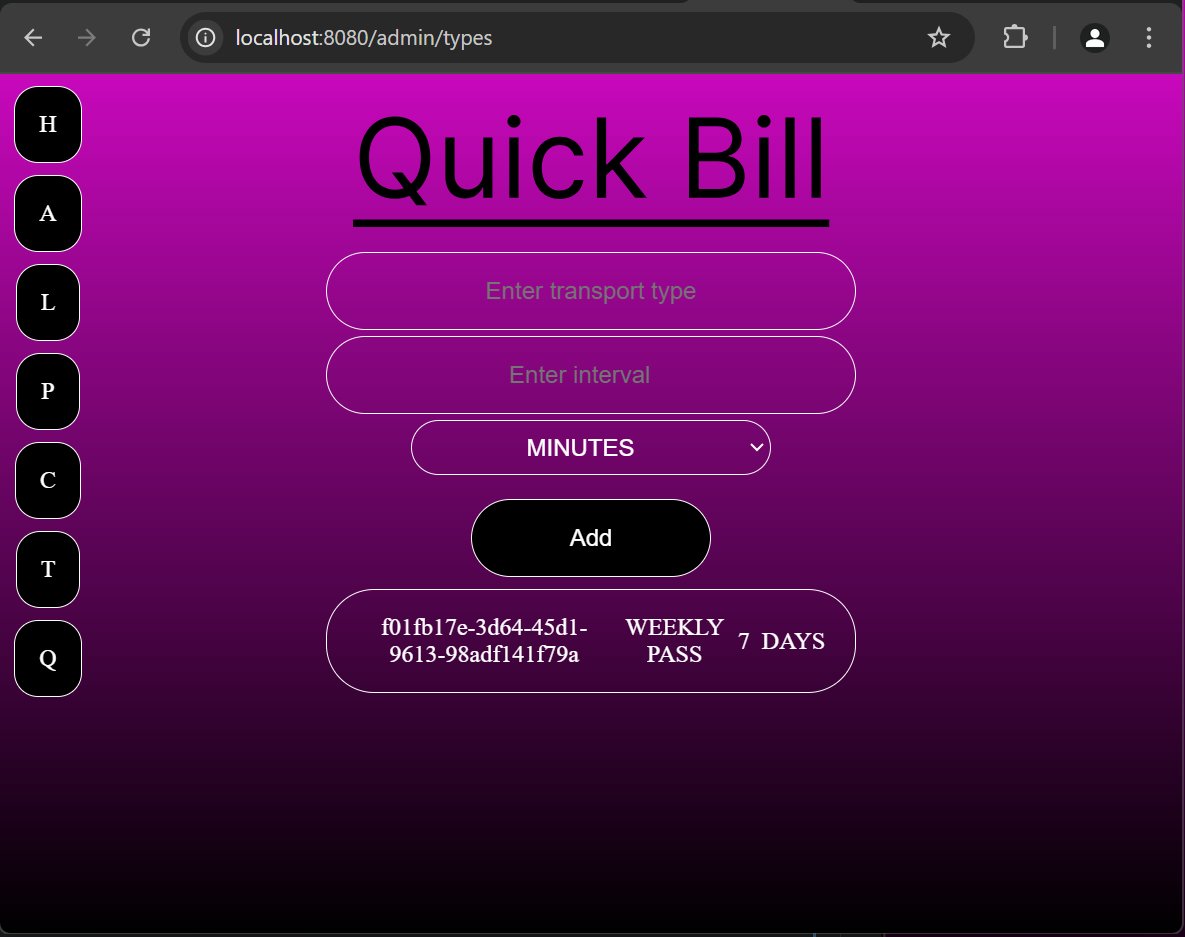 localhost:8080/admin/types
Quick Bill
H
A
L
P
C
T
Q
Enter transport type
Enter interval
MINUTES
Add
f01fb17e-3d64-45d1-
9613-98adf141f79a
WEEKLY
PASS
7 DAYS